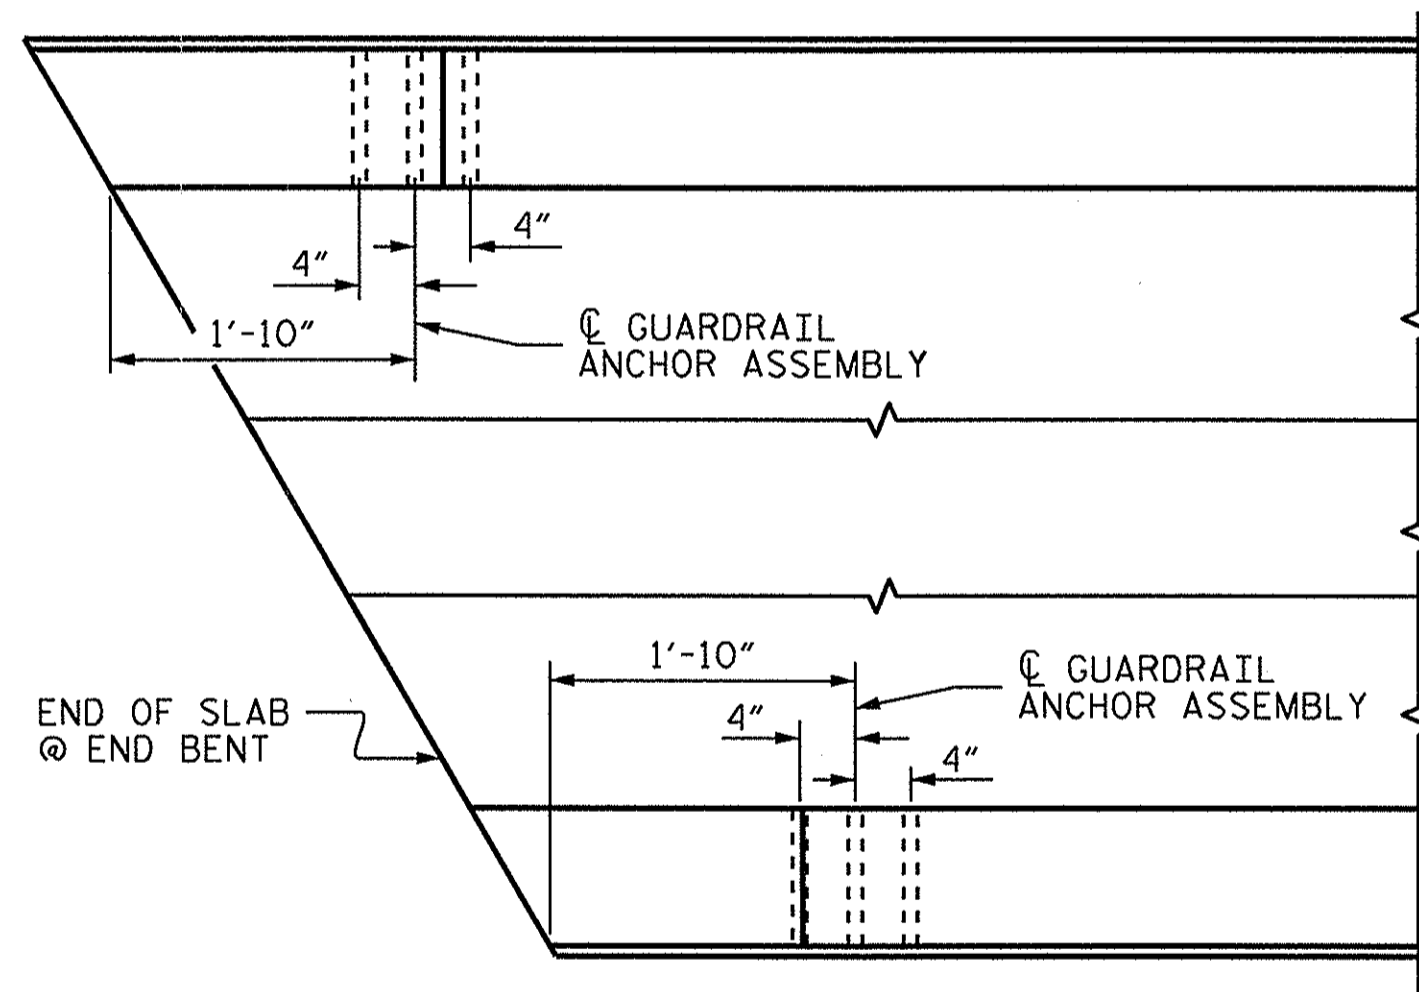 4"
4"
1'-10"
℄ GUARDRAIL
ANCHOR ASSEMBLY
1'-10"
℄ GUARDRAIL
ANCHOR ASSEMBLY
END OF SLAB
@ END BENT
4"
4"